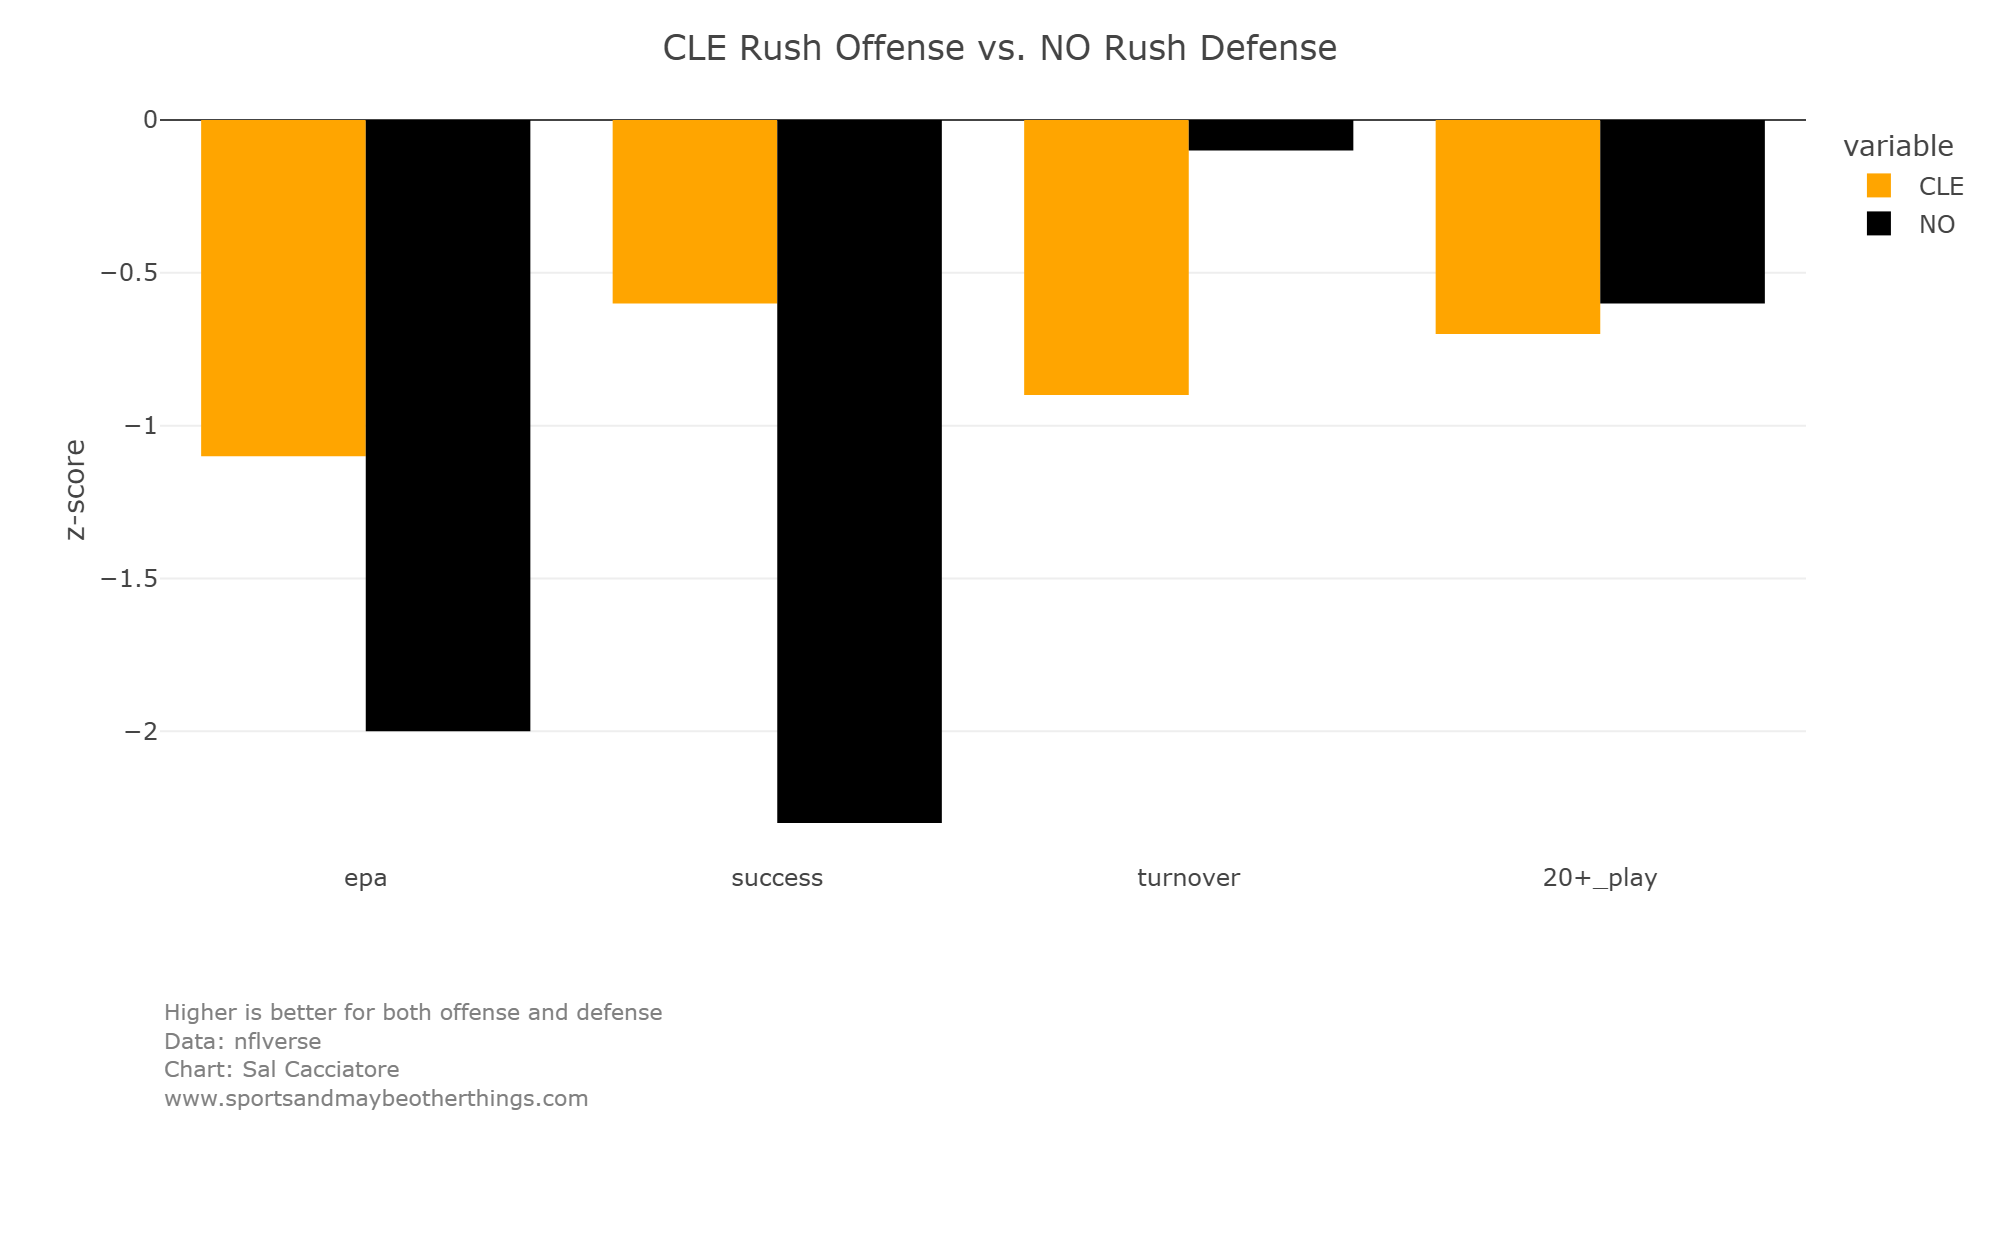 CLE Rush Offense vs. NO Rush Defense
0
−0.5
−1
−1.5
−2
z-score
variable
CLE
NO
epa
success
turnover
20+_play
Higher is better for both offense and defense
Data: nflverse
Chart: Sal Cacciatore
www.sportsandmaybeotherthings.com